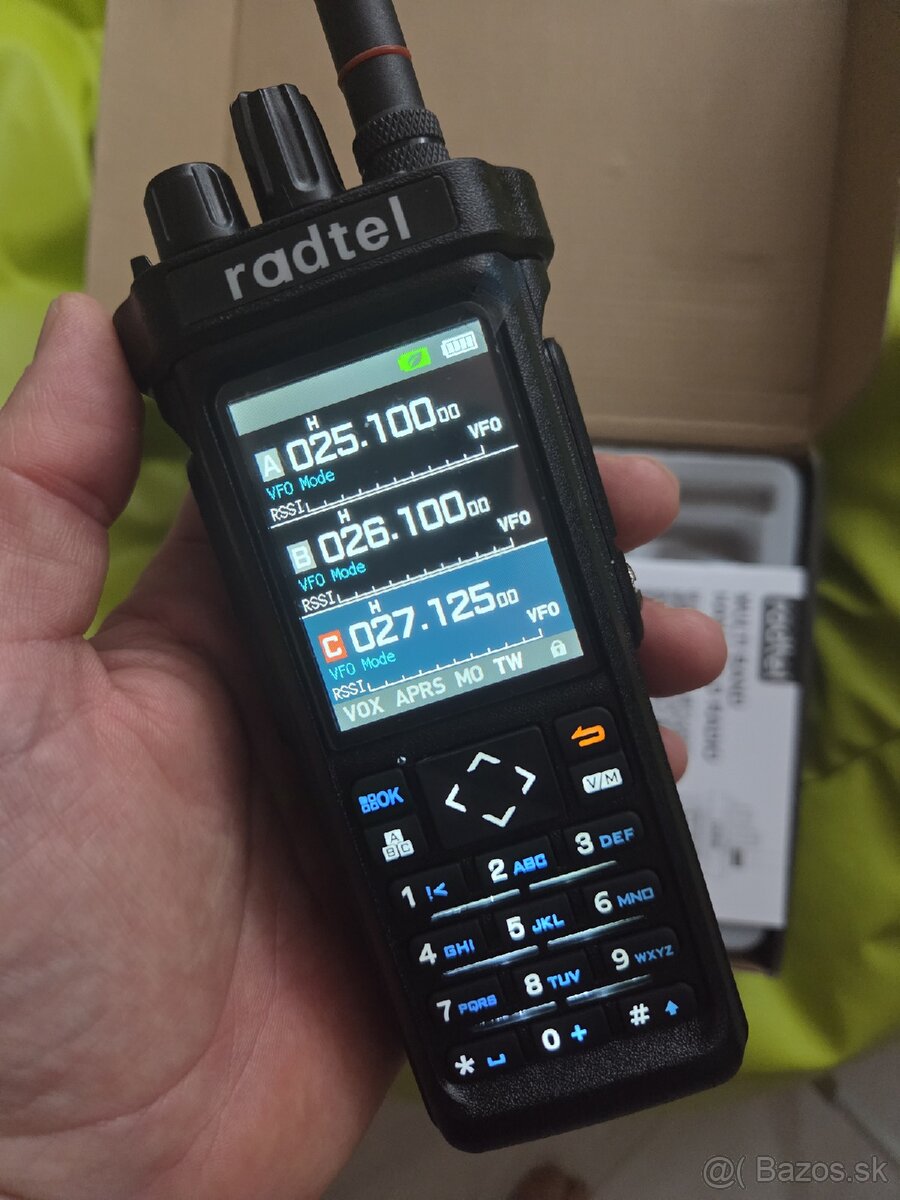 radtel
H
A 025.10000 VFO
VFO Mode
RSSI
H
B 026.10000 VFO
VFO Mode
RSSI
H
C 027.12500 VFO
VFO Mode
RSSI
VOX APRS MO TW
OK
V/M
A
B C
1 !< 2 ABC 3 DEF
4 GHI 5 JKL 6 MNO
7 PQRS 8 TUV 9 WXYZ
* 0 + #
radtel
@( Bazos.sk